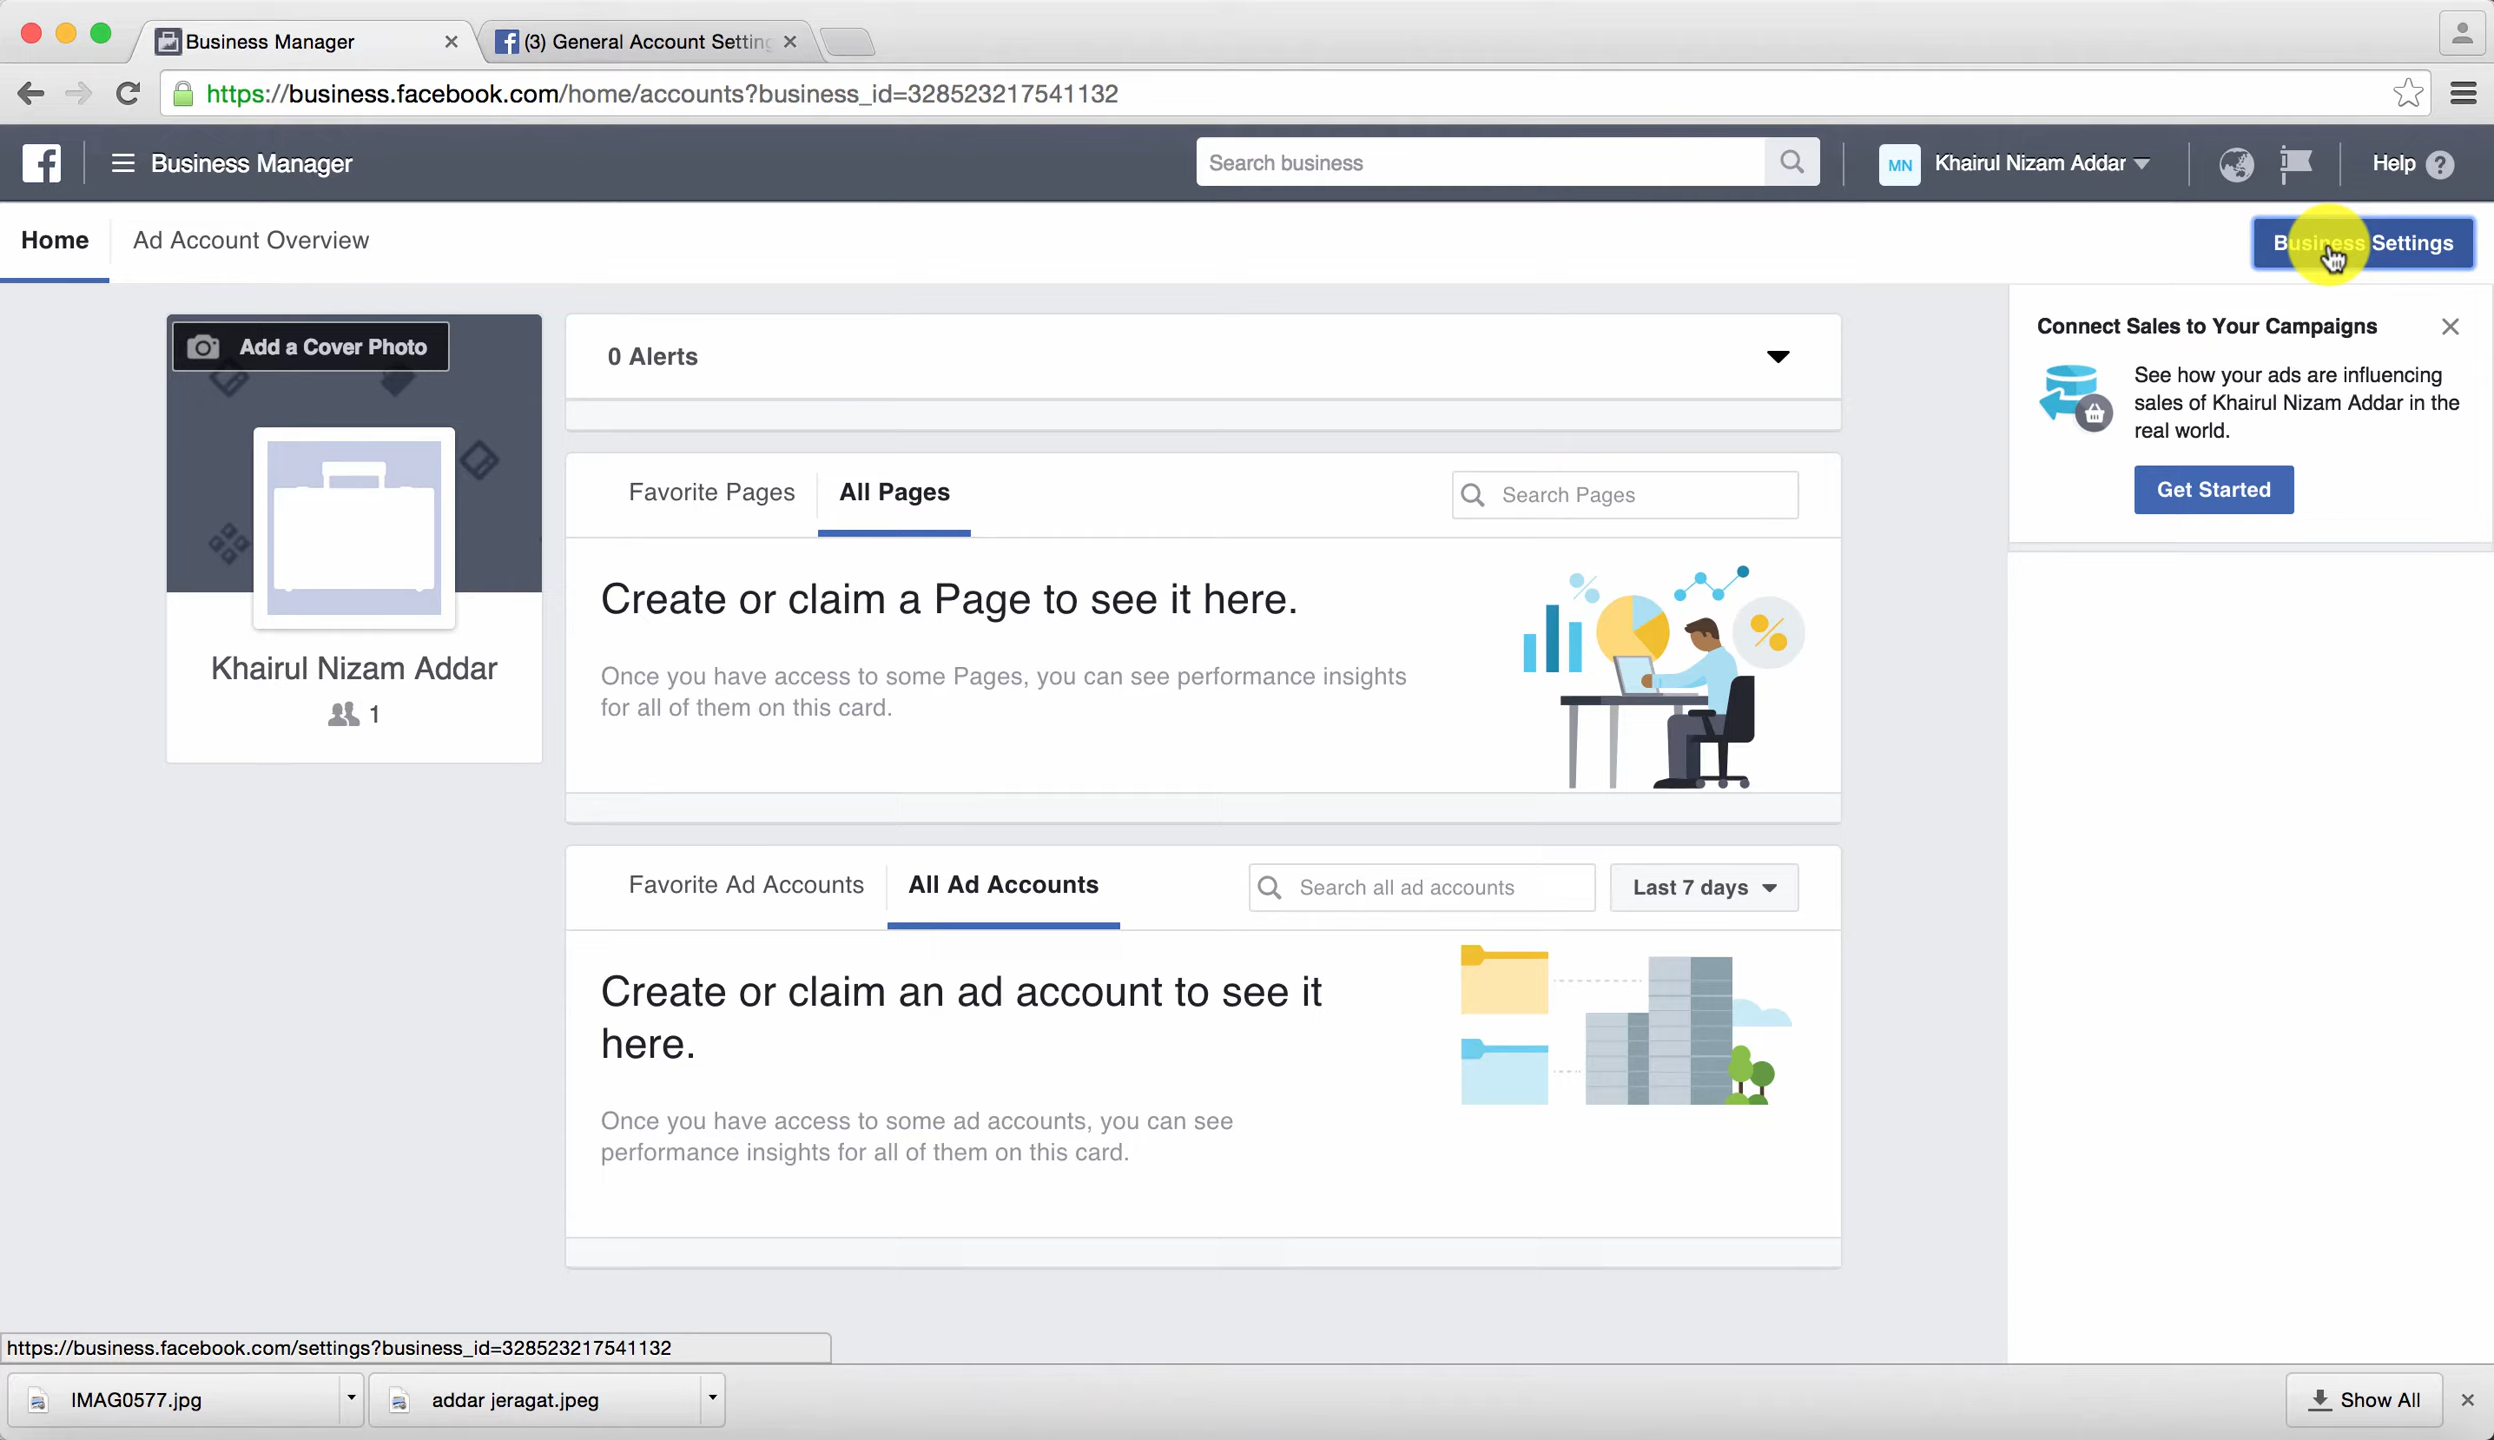 Business Manager
(3) General Account Setting
https://business.facebook.com/home/accounts?business_id=328523217541132
Business Manager
Search business
MN
Khairul Nizam Addar
Help ?
Home
Ad Account Overview
Business Settings
Add a Cover Photo
Khairul Nizam Addar
1
0 Alerts
Favorite Pages
All Pages
Search Pages
Create or claim a Page to see it here.
Once you have access to some Pages, you can see performance insights
for all of them on this card.
Favorite Ad Accounts
All Ad Accounts
Search all ad accounts
Last 7 days
Create or claim an ad account to see it
here.
Once you have access to some ad accounts, you can see
performance insights for all of them on this card.
Connect Sales to Your Campaigns
See how your ads are influencing
sales of Khairul Nizam Addar in the
real world.
Get Started
https://business.facebook.com/settings?business_id=328523217541132
IMAG0577.jpg
addar jeragat.jpeg
Show All